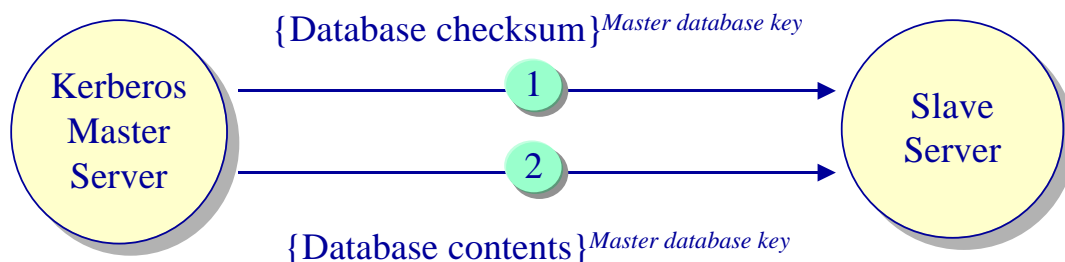 {Database checksum}Master database key
Kerberos
Master
Server
1
2
Slave
Server
{Database contents}Master database key